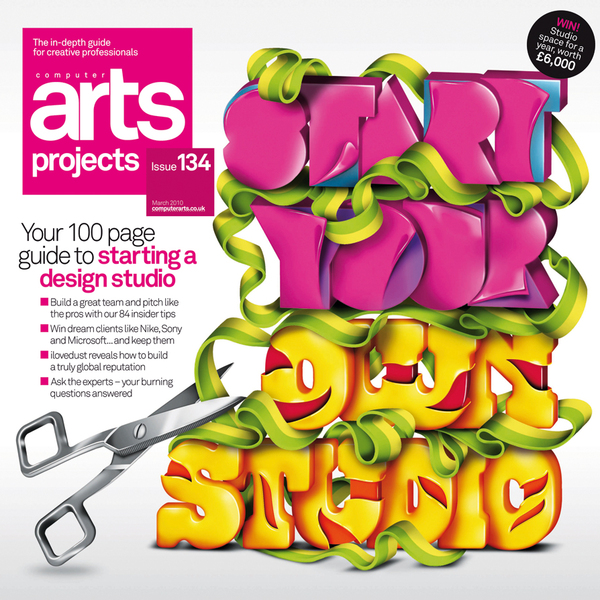 The in-depth guide
for creative professionals
computer
arts
projects
Issue 134
March 2010
computerarts.co.uk
WIN!
Studio
space for a
year, worth
£6,000
Your 100 page
guide to starting a
design studio
Build a great team and pitch like
the pros with our 84 insider tips
Win dream clients like Nike, Sony
and Microsoft... and keep them
ilovedust reveals how to build
a truly global reputation
Ask the experts – your burning
questions answered
START
YOUR
OWN
STUDIO